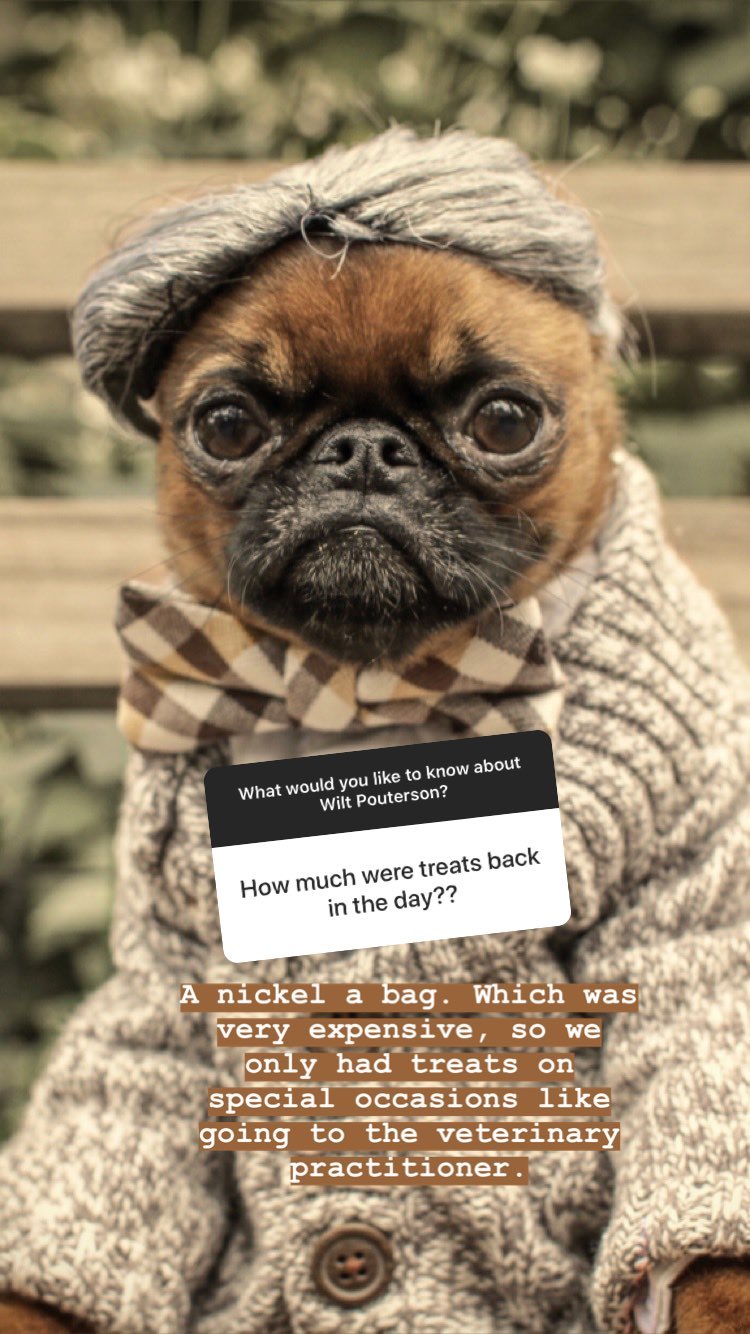 What would you like to know about
Wilt Pouterson?
How much were treats back
in the day??
A nickel a bag. Which was
very expensive, so we
only had treats on
special occasions like
going to the veterinary
practitioner.